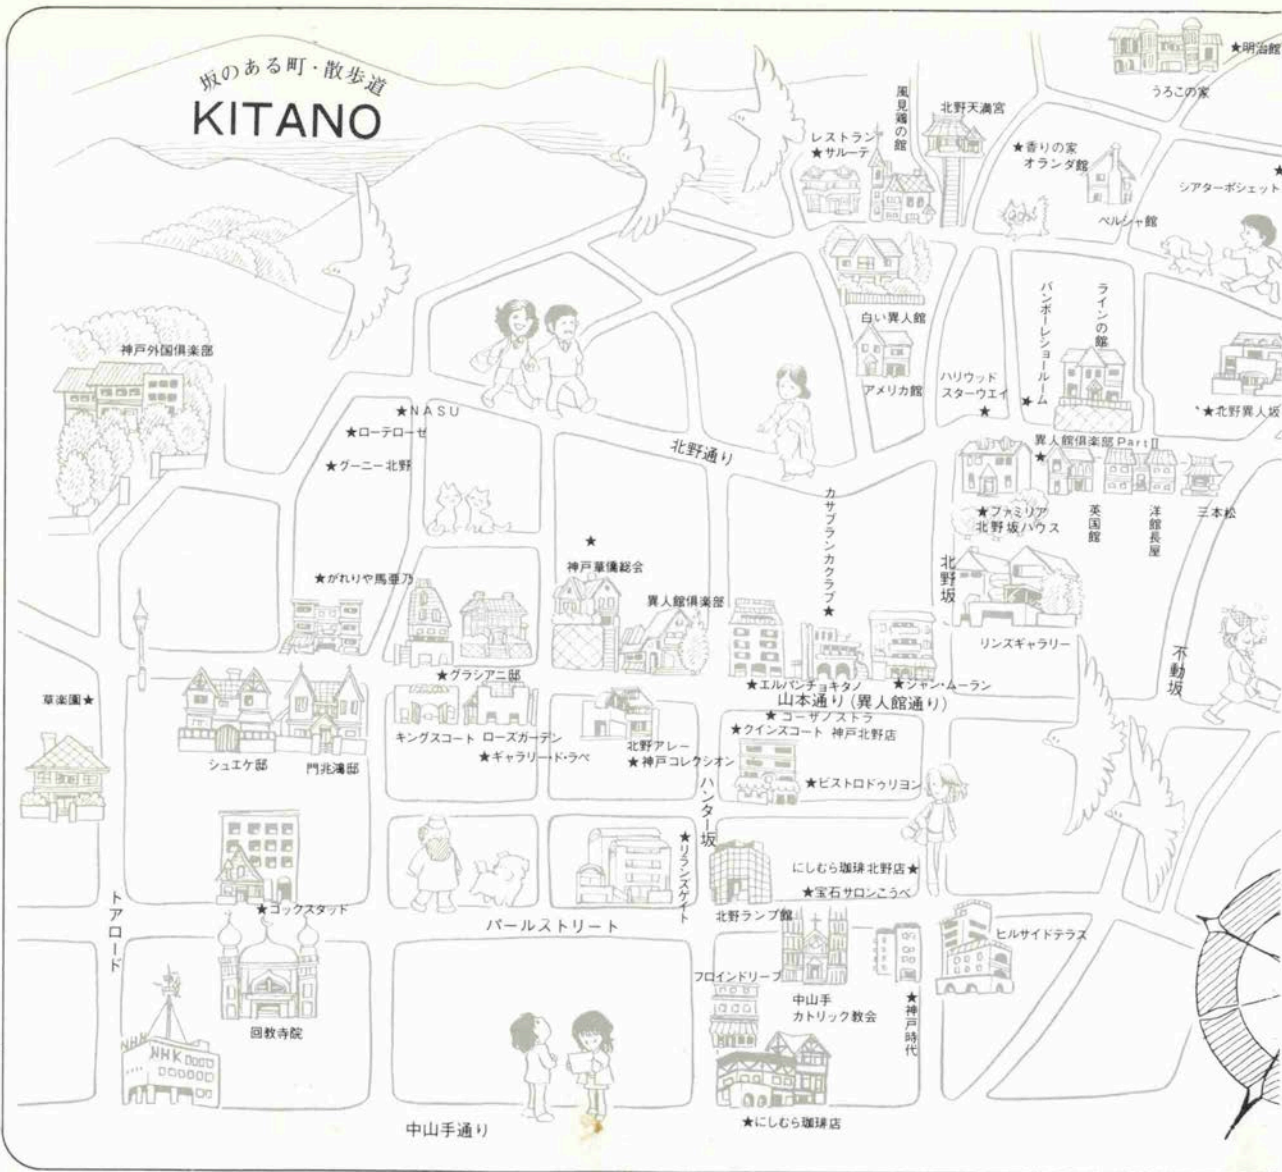 坂のある町・散歩道
KITANO
★明治館
うろこの家
風見鶏の館
北野天満宮
レストラン
★サルーテ
★香りの家
オランダ館
シアターポシェット
ペルシャ館
神戸外国倶楽部
白い異人館
バンボーレショールーム
ラインの館
アメリカ館
ハリウッド
スターウエイ
★
★北野異人坂
★NASU
★ローテローゼ
★グーニー北野
北野通り
異人館倶楽部PartⅡ
★
カサブランカクラブ
★
★ファミリア
北野坂ハウス
英国館
洋館長屋
三本松
★
神戸華僑総会
北野坂
★がれりや馬亜乃
異人館倶楽部
リンズギャラリー
不動坂
★グラシアニ邸
★エルパンチョキタノ
★ジャン・ムーラン
草楽園★
山本通り(異人館通り)
★コーザノストラ
★クインズコート 神戸北野店
キングスコート
ローズガーデン
★ギャラリー・ド・ラペ
北野アレー
★神戸コレクション
シュエケ邸
門兆鴻邸
ハンター坂
★ビストロドゥリヨン
★リランズゲイト
にしむら珈琲北野店★
★宝石サロンこうべ
トアロード
★ゴックスタッド
パールストリート
北野ランプ館
ヒルサイドテラス
フロインドリーブ
中山手
カトリック教会
★神戸時代
回教寺院
NHK
NHK
★にしむら珈琲店
中山手通り